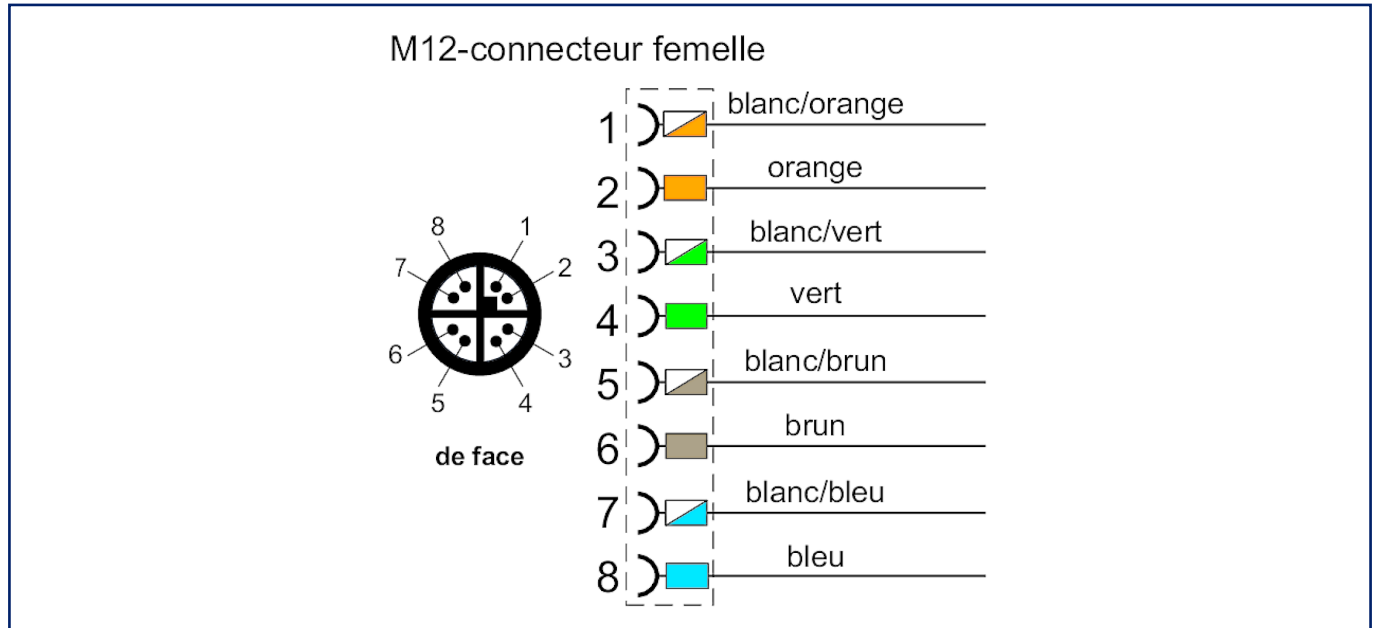 M12-connecteur femelle
1 blanc/orange
2 orange
3 blanc/vert
4 vert
5 blanc/brun
6 brun
7 blanc/bleu
8 bleu
8 1
7 2
6 3
5 4
de face